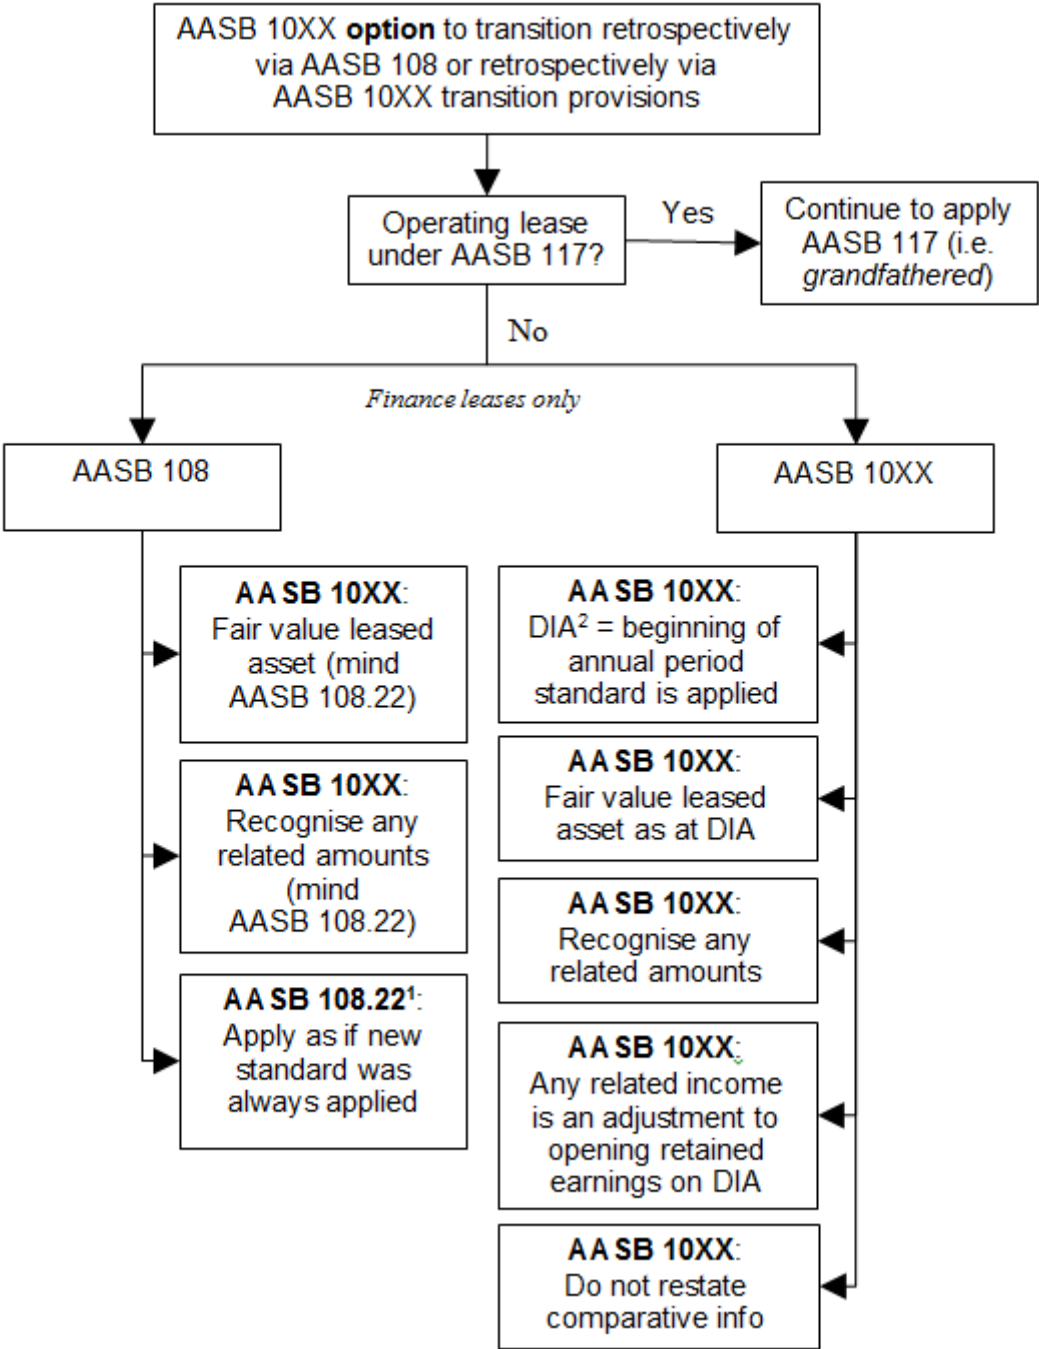 AASB 10XX option to transition retrospectively
via AASB 108 or retrospectively via
AASB 10XX transition provisions
Operating lease
under AASB 117?
Yes
Continue to apply
AASB 117 (i.e.
grandfathered)
No
Finance leases only
AASB 108
AASB 10XX
AASB 10XX:
Fair value leased
asset (mind
AASB 108.22)
AASB 10XX:
Recognise any
related amounts
(mind
AASB 108.22)
AASB 108.22¹:
Apply as if new
standard was
always applied
AASB 10XX:
DIA² = beginning of
annual period
standard is applied
AASB 10XX:
Fair value leased
asset as at DIA
AASB 10XX:
Recognise any
related amounts
AASB 10XX:
Any related income
is an adjustment to
opening retained
earnings on DIA
AASB 10XX:
Do not restate
comparative info